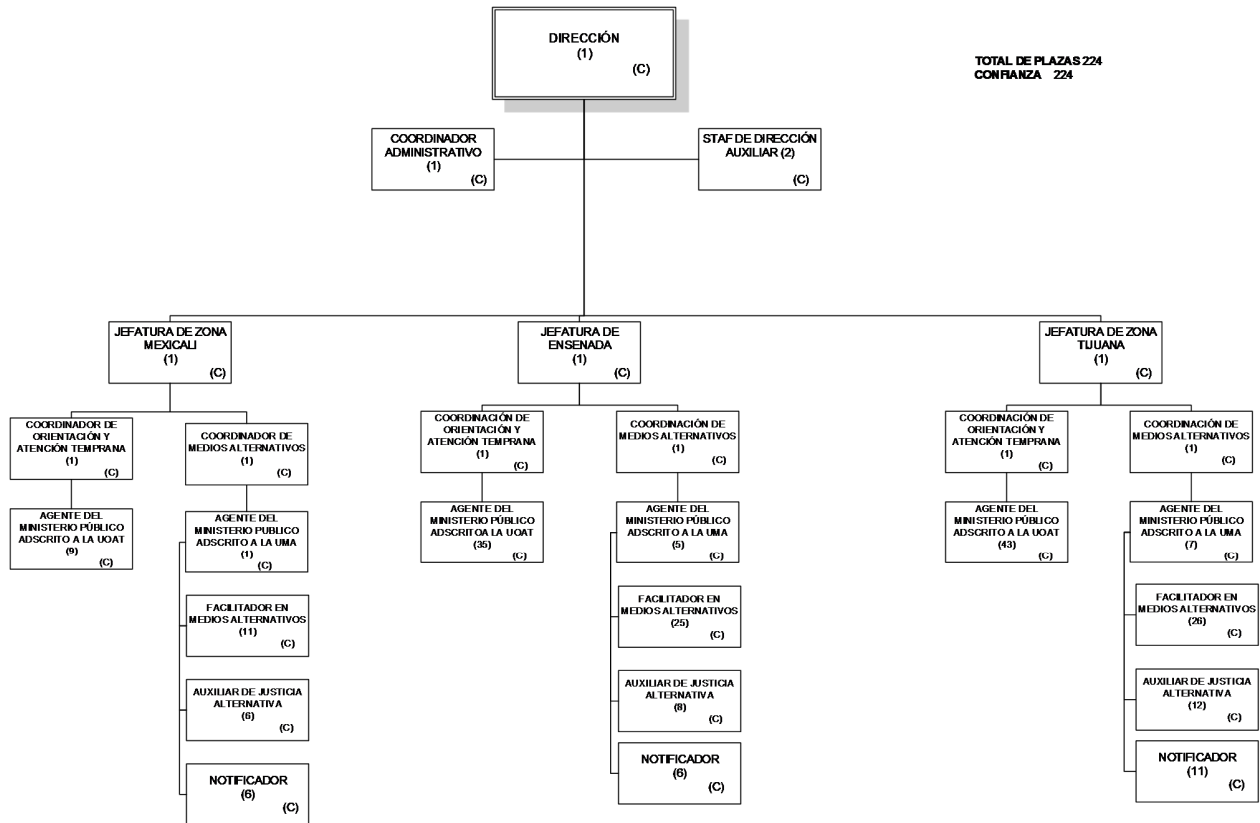 DIRECCIÓN
(1)
(C)
TOTAL DE PLAZAS 224
CONFIANZA 224
COORDINADOR
ADMINISTRATIVO
(1)
(C)
STAF DE DIRECCIÓN
AUXILIAR (2)
(C)
JEFATURA DE ZONA
MEXICALI
(1)
(C)
JEFATURA DE
ENSENADA
(1)
(C)
JEFATURA DE ZONA
TIJUANA
(1)
(C)
COORDINADOR DE
ORIENTACIÓN Y
ATENCIÓN TEMPRANA
(1)
(C)
COORDINADOR DE
MEDIOS ALTERNATIVOS
(1)
(C)
COORDINACIÓN DE
ORIENTACIÓN Y
ATENCIÓN TEMPRANA
(1)
(C)
COORDINACIÓN DE
MEDIOS ALTERNATIVOS
(1)
(C)
COORDINACIÓN DE
ORIENTACIÓN Y
ATENCIÓN TEMPRANA
(1)
(C)
COORDINACIÓN DE
MEDIOS ALTERNATIVOS
(1)
(C)
AGENTE DEL
MINISTERIO PÚBLICO
ADSCRITO A LA UOAT
(9)
(C)
AGENTE DEL
MINISTERIO PUBLICO
ADSCRITO A LA UMA
(1)
(C)
AGENTE DEL
MINISTERIO PÚBLICO
ADSCRITOA LA UOAT
(35)
(C)
AGENTE DEL
MINISTERIO PÚBLICO
ADSCRITO A LA UMA
(5)
(C)
AGENTE DEL
MINISTERIO PÚBLICO
ADSCRITO A LA UOAT
(43)
(C)
AGENTE DEL
MINISTERIO PÚBLICO
ADSCRITO A LA UMA
(7)
(C)
FACILITADOR EN
MEDIOS ALTERNATIVOS
(11)
(C)
FACILITADOR EN
MEDIOS ALTERNATIVOS
(25)
(C)
FACILITADOR EN
MEDIOS ALTERNATIVOS
(26)
(C)
AUXILIAR DE JUSTICIA
ALTERNATIVA
(6)
(C)
AUXILIAR DE JUSTICIA
ALTERNATIVA
(8)
(C)
AUXILIAR DE JUSTICIA
ALTERNATIVA
(12)
(C)
NOTIFICADOR
(6)
(C)
NOTIFICADOR
(6)
(C)
NOTIFICADOR
(11)
(C)